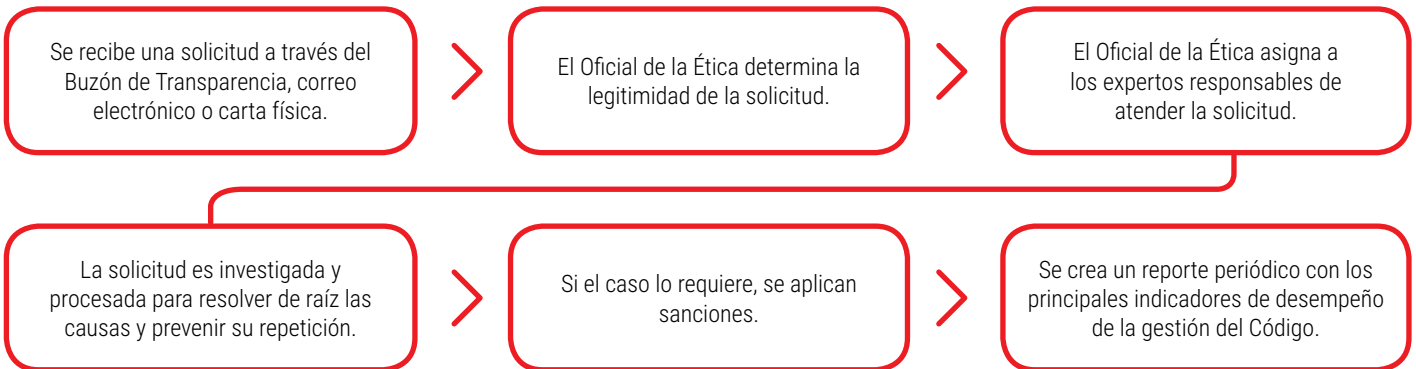 Se recibe una solicitud a través del
Buzón de Transparencia, correo
electrónico o carta física.
El Oficial de la Ética determina la
legitimidad de la solicitud.
El Oficial de la Ética asigna a
los expertos responsables de
atender la solicitud.
La solicitud es investigada y
procesada para resolver de raíz las
causas y prevenir su repetición.
Si el caso lo requiere, se aplican
sanciones.
Se crea un reporte periódico con los
principales indicadores de desempeño
de la gestión del Código.